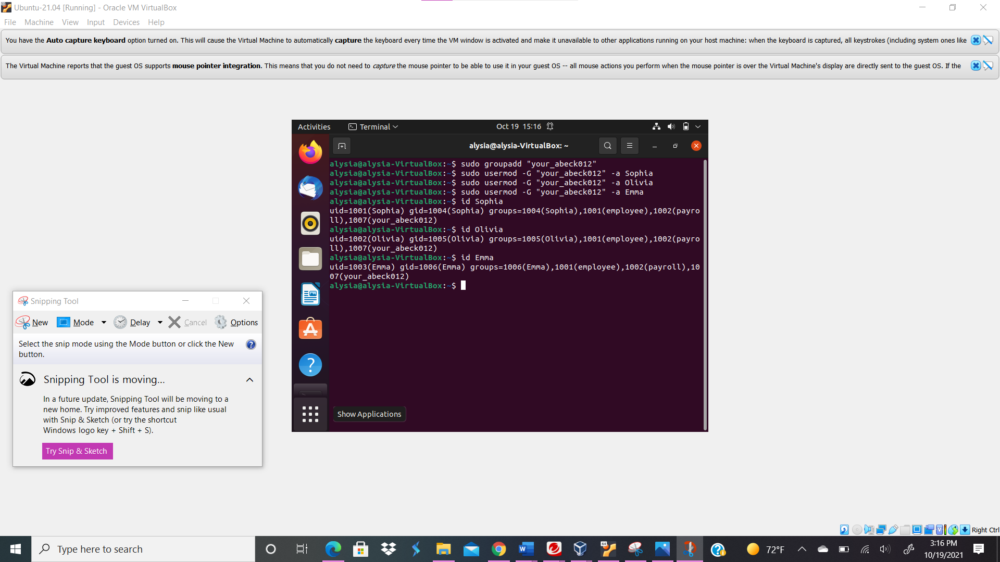 Ubuntu-21.04 [Running] - Oracle VM VirtualBox
File Machine View Input Devices Help
You have the Auto capture keyboard option turned on. This will cause the Virtual Machine to automatically capture the keyboard every time the VM window is activated and make it unavailable to other applications running on your host machine: when the keyboard is captured, all keystrokes (including system ones like
The Virtual Machine reports that the guest OS supports mouse pointer integration. This means that you do not need to capture the mouse pointer to be able to use it in your guest OS -- all mouse actions you perform when the mouse pointer is over the Virtual Machine's display are directly sent to the guest OS. If the
Activities Terminal Oct 19 15:16
alysia@alysia-VirtualBox: ~
alysia@alysia-VirtualBox:~$ sudo groupadd "your_abeck012"
alysia@alysia-VirtualBox:~$ sudo usermod -G "your_abeck012" -a Sophia
alysia@alysia-VirtualBox:~$ sudo usermod -G "your_abeck012" -a Olivia
alysia@alysia-VirtualBox:~$ sudo usermod -G "your_abeck012" -a Emma
alysia@alysia-VirtualBox:~$ id Sophia
uid=1001(Sophia) gid=1004(Sophia) groups=1004(Sophia),1001(employee),1002(payro
ll),1007(your_abeck012)
alysia@alysia-VirtualBox:~$ id Olivia
uid=1002(Olivia) gid=1005(Olivia) groups=1005(Olivia),1001(employee),1002(payro
ll),1007(your_abeck012)
alysia@alysia-VirtualBox:~$ id Emma
uid=1003(Emma) gid=1006(Emma) groups=1006(Emma),1001(employee),1002(payroll),10
07(your_abeck012)
alysia@alysia-VirtualBox:~$
Show Applications
Snipping Tool
New Mode Delay Cancel Options
Select the snip mode using the Mode button or click the New
button.
Snipping Tool is moving...
In a future update, Snipping Tool will be moving to a
new home. Try improved features and snip like usual
with Snip & Sketch (or try the shortcut
Windows logo key + Shift + S).
Try Snip & Sketch
Right Ctrl
Type here to search
72°F
3:16 PM
10/19/2021